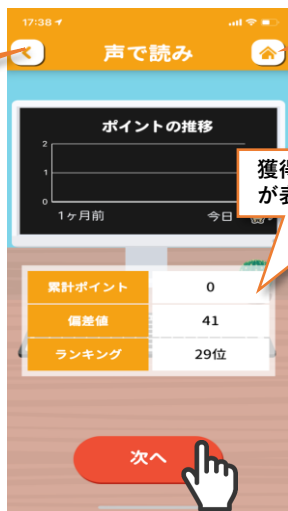 17:38
声で読み
ポイントの推移
2
1
0
1ヶ月前 今日
獲得
が表
累計ポイント 0
偏差値 41
ランキング 29位
次へ